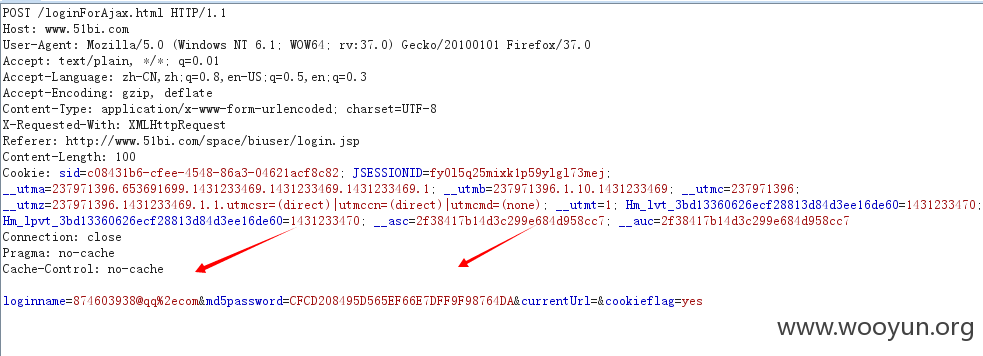 POST /loginForAjax.html HTTP/1.1
Host: www.51bi.com
User-Agent: Mozilla/5.0 (Windows NT 6.1; WOW64; rv:37.0) Gecko/20100101 Firefox/37.0
Accept: text/plain, */*; q=0.01
Accept-Language: zh-CN,zh;q=0.8,en-US;q=0.5,en;q=0.3
Accept-Encoding: gzip, deflate
Content-Type: application/x-www-form-urlencoded; charset=UTF-8
X-Requested-With: XMLHttpRequest
Referer: http://www.51bi.com/space/biuser/login.jsp
Content-Length: 100
Cookie: sid=c08431b6-cfee-4548-86a3-04621acf8c82; JSESSIONID=fy0l5q25mixk1p59ylgl73mej;
__utma=237971396.653691699.1431233469.1431233469.1431233469.1; __utmb=237971396.1.10.1431233469; __utmc=237971396;
__utmz=237971396.1431233469.1.1.utmcsr=(direct)|utmccn=(direct)|utmcmd=(none); __utmt=1; Hm_lvt_3bd13360626ecf28813d84d3ee16de60=1431233470;
Hm_lpvt_3bd13360626ecf28813d84d3ee16de60=1431233470; __asc=2f38417b14d3c299e684d958cc7; __auc=2f38417b14d3c299e684d958cc7
Connection: close
Pragma: no-cache
Cache-Control: no-cache
loginname=874603938@qq%2ecom&md5password=CFCD208495D565EF66E7DFF9F98764DA&currentUrl=&cookieflag=yes
www.wooyun.org